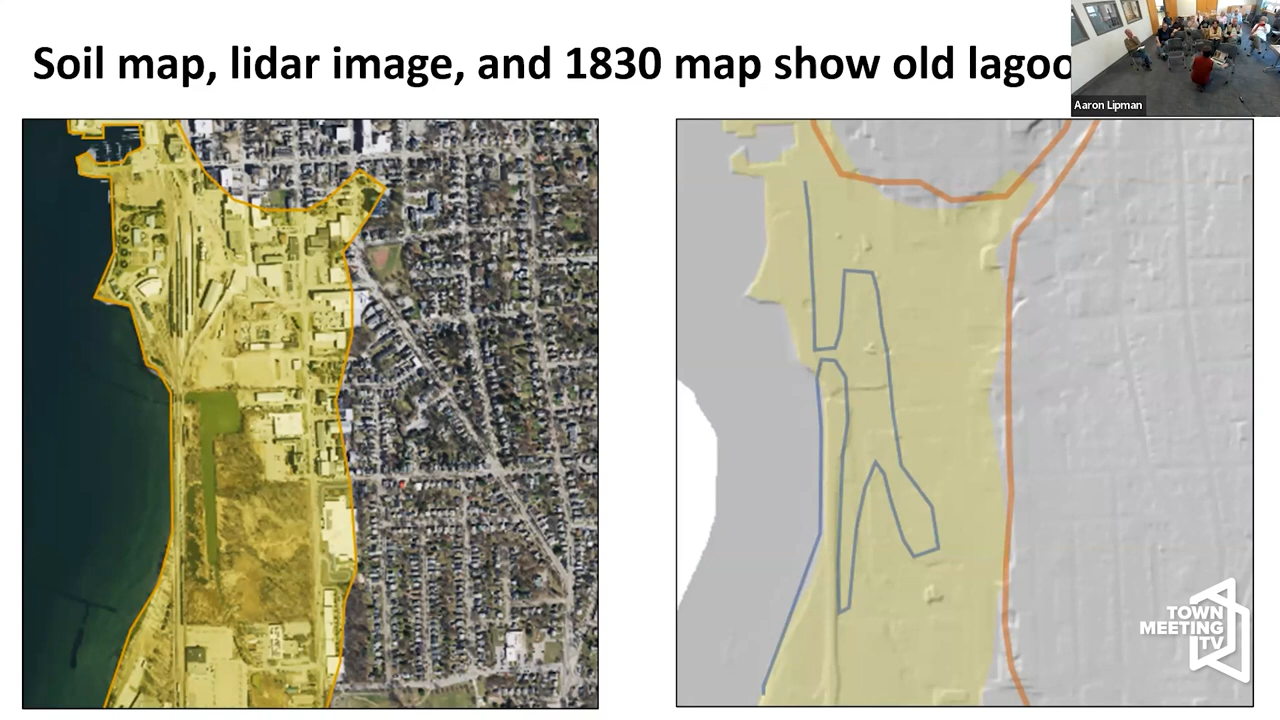 Soil map, lidar image, and 1830 map show old lagoo
Aaron Lipman
TOWN
MEETING
TV